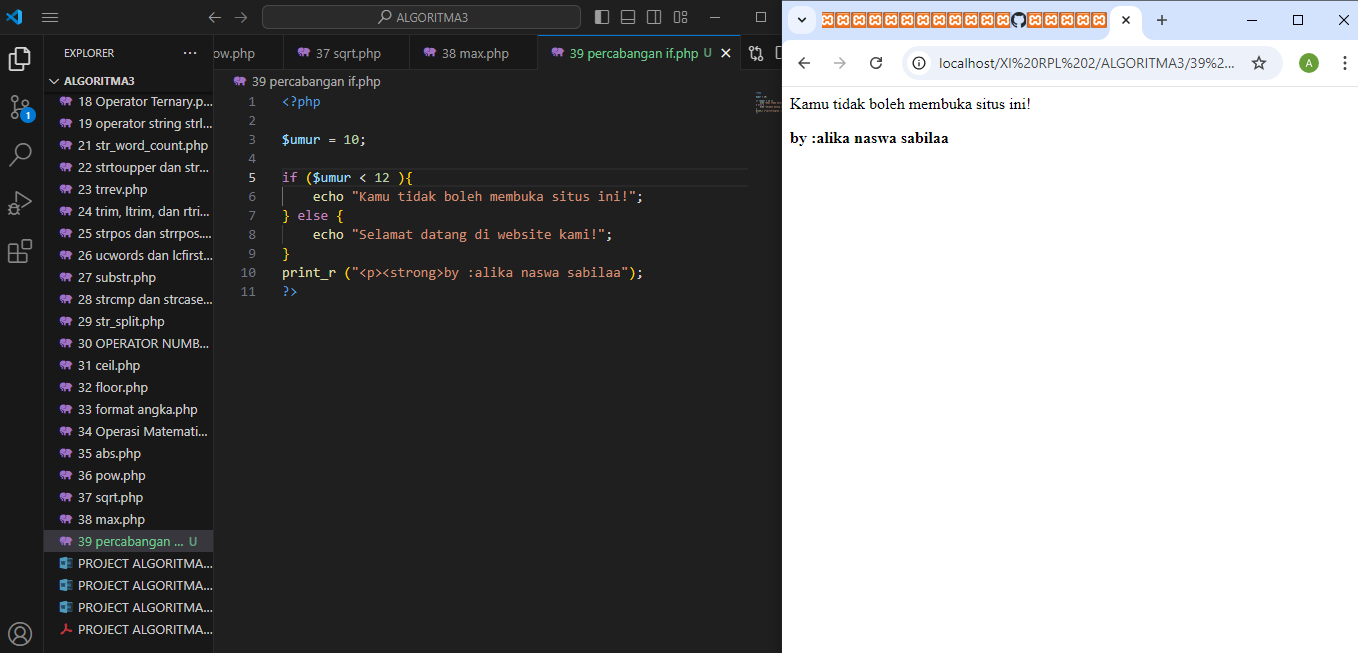 ALGORITMA3
EXPLORER
ow.php
37 sqrt.php
38 max.php
39 percabangan if.php U
ALGORITMA3
18 Operator Ternary.p...
19 operator string strl...
21 str_word_count.php
22 strtoupper dan str...
23 trrev.php
24 trim, ltrim, dan rtri...
25 strpos dan strrpos....
26 ucwords dan lcfirst...
27 substr.php
28 strcmp dan strcase...
29 str_split.php
30 OPERATOR NUMB...
31 ceil.php
32 floor.php
33 format angka.php
34 Operasi Matemati...
35 abs.php
36 pow.php
37 sqrt.php
38 max.php
39 percabangan ... U
PROJECT ALGORITMA...
PROJECT ALGORITMA...
PROJECT ALGORITMA...
PROJECT ALGORITMA...
1
39 percabangan if.php
1 <?php
2
3 $umur = 10;
4
5 if ($umur < 12 ){
6 echo "Kamu tidak boleh membuka situs ini!";
7 } else {
8 echo "Selamat datang di website kami!";
9 }
10 print_r ("<p><strong>by :alika naswa sabilaa");
11 ?>
localhost/XI%20RPL%202/ALGORITMA3/39%2...
A
Kamu tidak boleh membuka situs ini!
by :alika naswa sabilaa